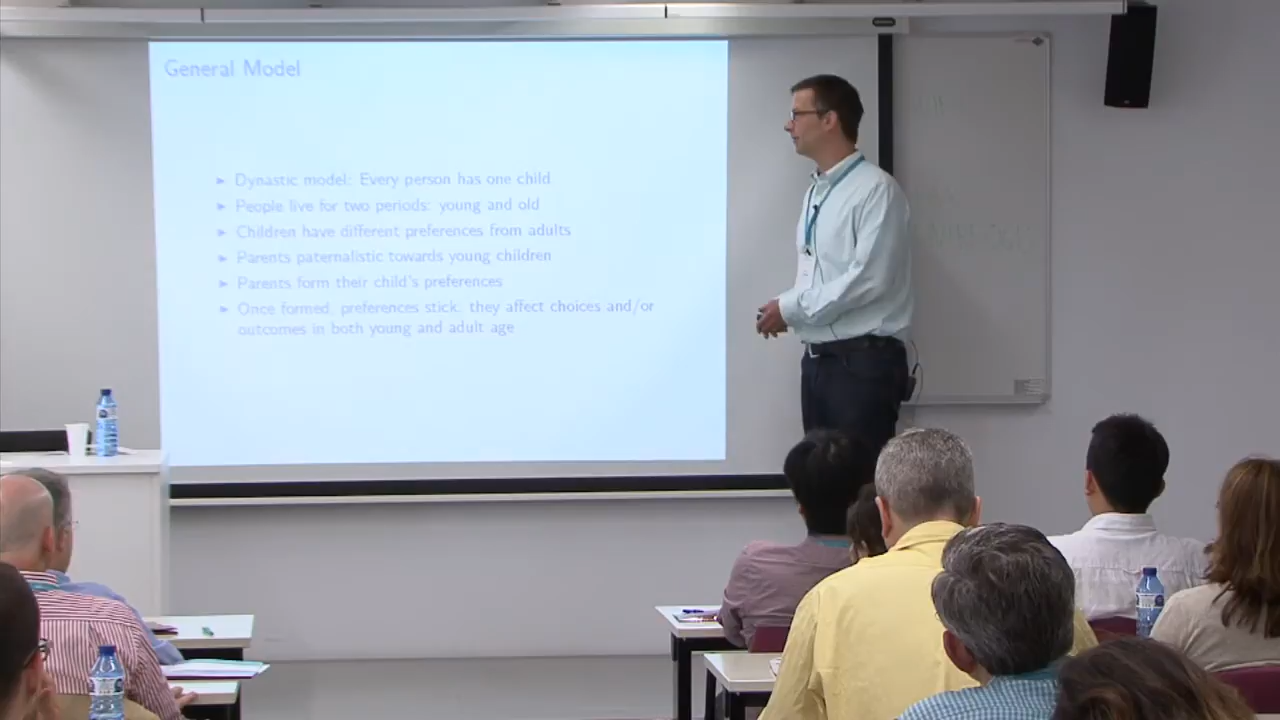 General Model
Dynastic model: Every person has one child
People live for two periods: young and old
Children have different preferences from adults
Parents paternalistic towards young children
Parents form their child's preferences
Once formed, preferences stick: they affect choices and/or
outcomes in both young and adult age